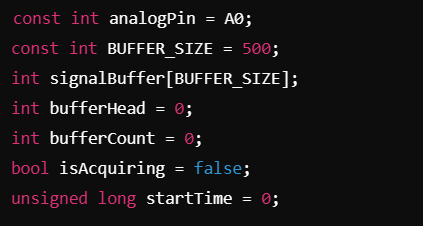 const int analogPin = A0;
const int BUFFER_SIZE = 500;
int signalBuffer[BUFFER_SIZE];
int bufferHead = 0;
int bufferCount = 0;
bool isAcquiring = false;
unsigned long startTime = 0;